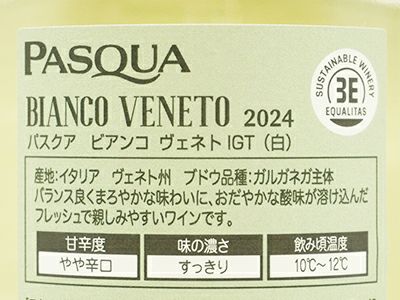 PASQUA
BIANCO VENETO 2024
パスクア ビアンコ ヴェネト IGT（白）
SUSTAINABLE WINERY
3E
EQUALITAS
産地：イタリア ヴェネト州 ブドウ品種：ガルガネガ主体
バランス良くまろやかな味わいに、おだやかな酸味が溶け込んだ
フレッシュで親しみやすいワインです。
甘辛度 味の濃さ 飲み頃温度
やや辛口 すっきり 10℃～12℃